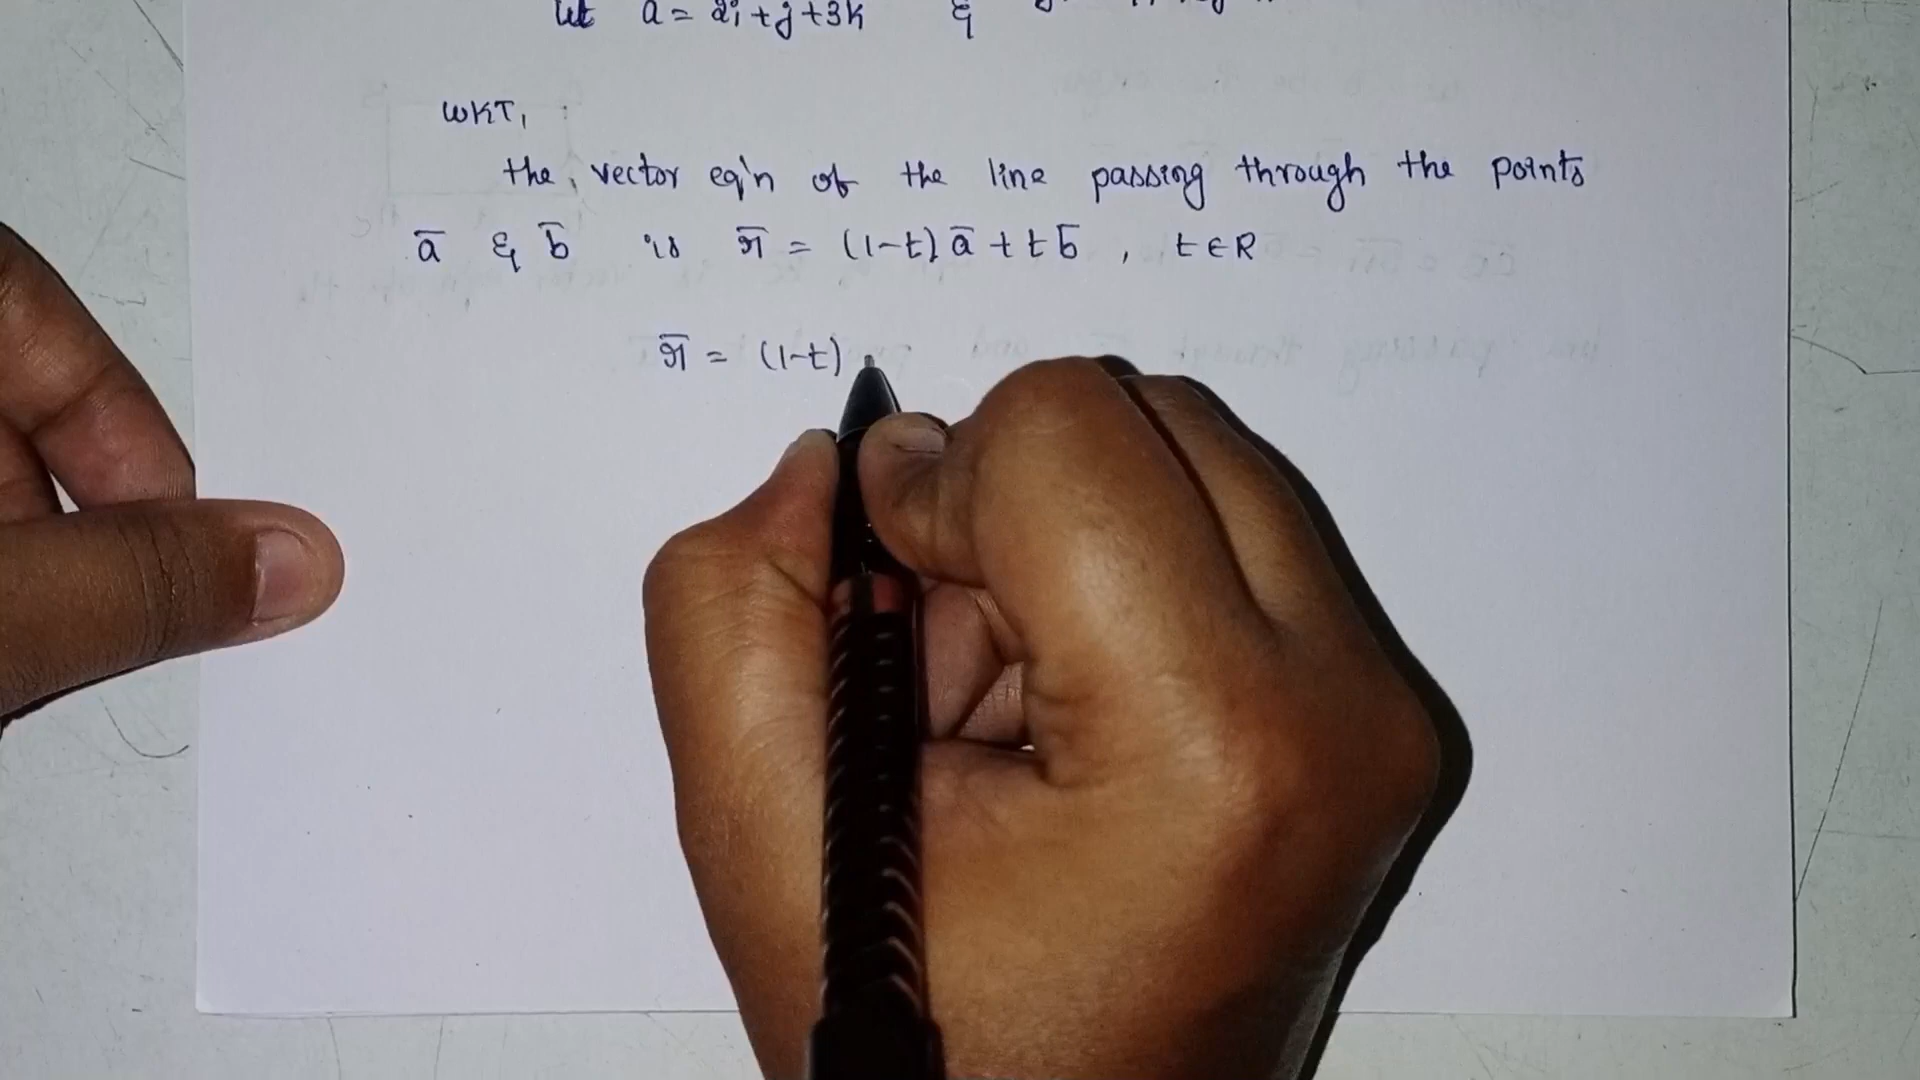 Let a = 2i + j + 3k &
WKT,
the vector eq'n of the line passing through the points
a̅ & b̅ is r̅ = (1-t) a̅ + t b̅ , t ∈ R
r̅ = (1-t)